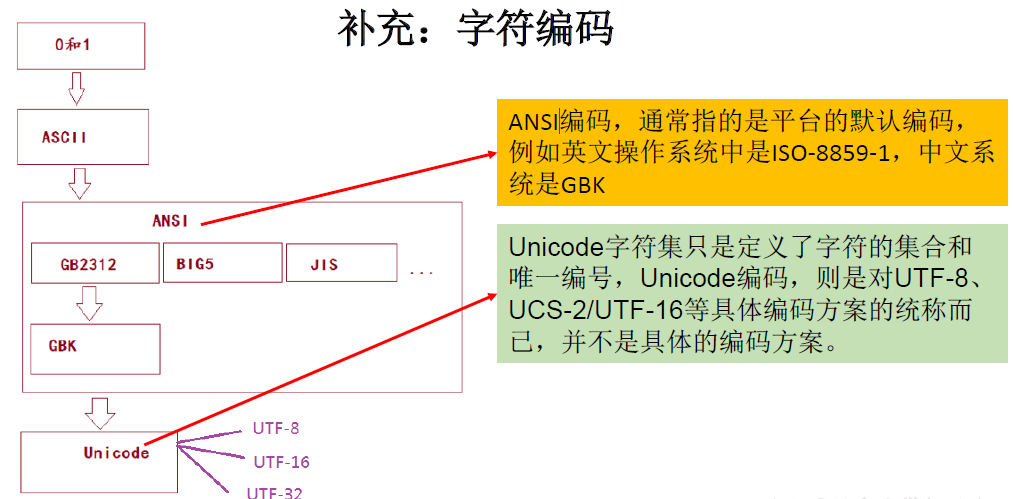 补充：字符编码
0和1
ASCII
ANSI
GB2312
BIG5
JIS
...
GBK
Unicode
UTF-8
UTF-16
UTF-32
ANSI编码，通常指的是平台的默认编码，
例如英文操作系统中是ISO-8859-1，中文系
统是GBK
Unicode字符集只是定义了字符的集合和
唯一编号，Unicode编码，则是对UTF-8、
UCS-2/UTF-16等具体编码方案的统称而
已，并不是具体的编码方案。